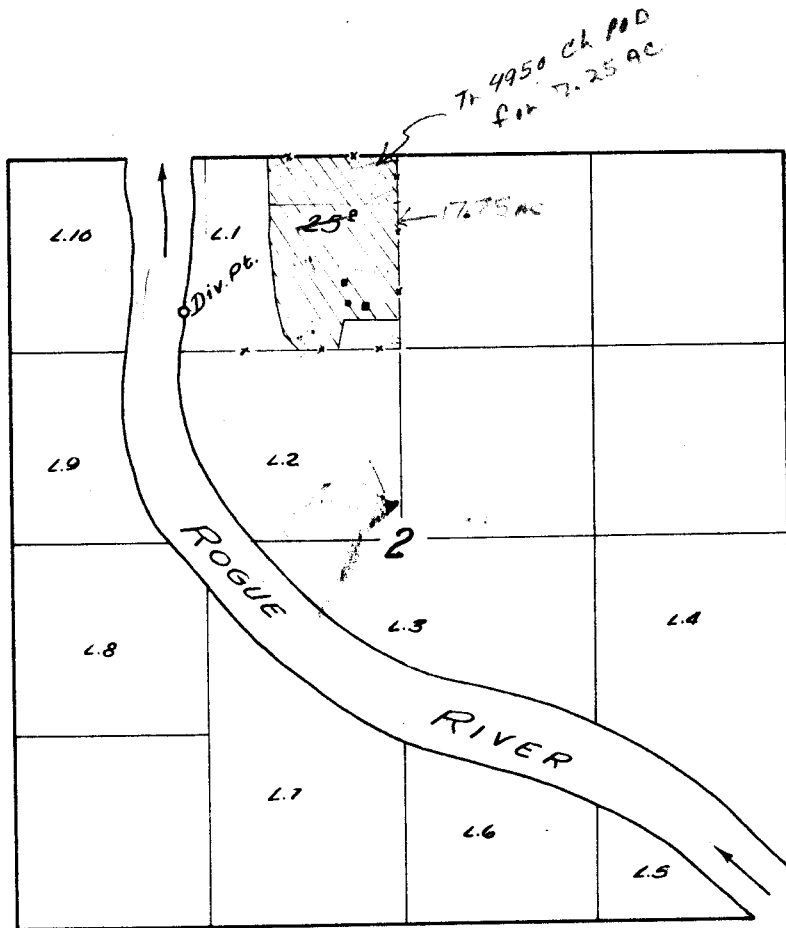 Tr 4950 Ch POD
for 7.25 AC
L.10
L.1
25.0
17.75 AC
Div. Pt.
L.9
L.2
2
ROGUE
L.8
L.3
L.4
RIVER
L.7
L.6
L.5